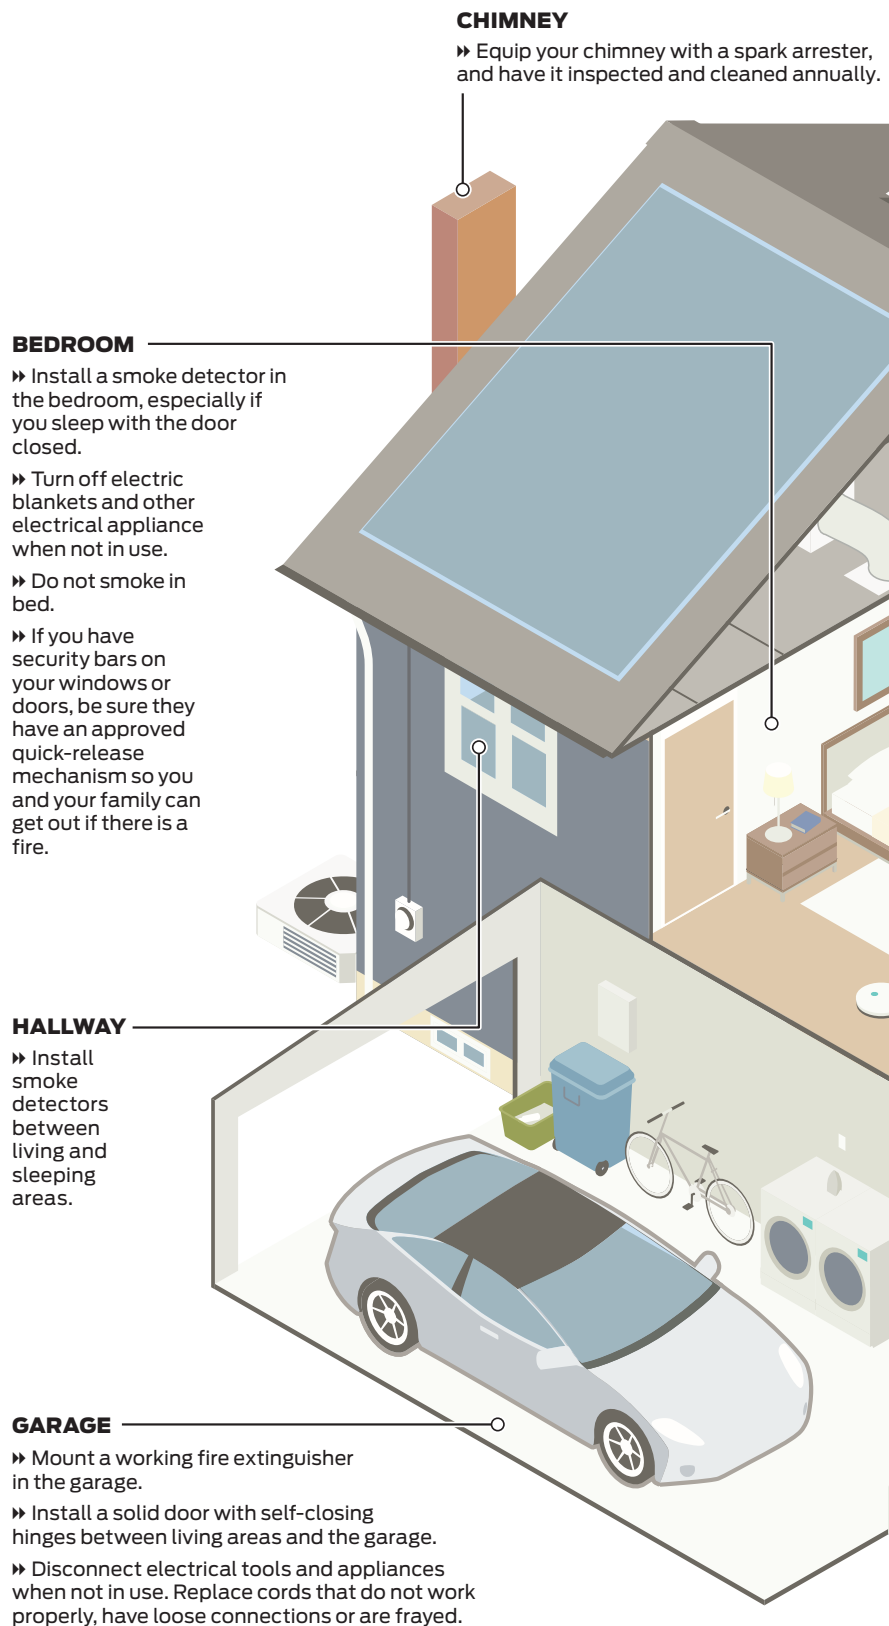 CHIMNEY
» Equip your chimney with a spark arrester,
and have it inspected and cleaned annually.
BEDROOM
» Install a smoke detector in
the bedroom, especially if
you sleep with the door
closed.
» Turn off electric
blankets and other
electrical appliance
when not in use.
» Do not smoke in
bed.
» If you have
security bars on
your windows or
doors, be sure they
have an approved
quick-release
mechanism so you
and your family can
get out if there is a
fire.
HALLWAY
» Install
smoke
detectors
between
living and
sleeping
areas.
GARAGE
» Mount a working fire extinguisher
in the garage.
» Install a solid door with self-closing
hinges between living areas and the garage.
» Disconnect electrical tools and appliances
when not in use. Replace cords that do not work
properly, have loose connections or are frayed.